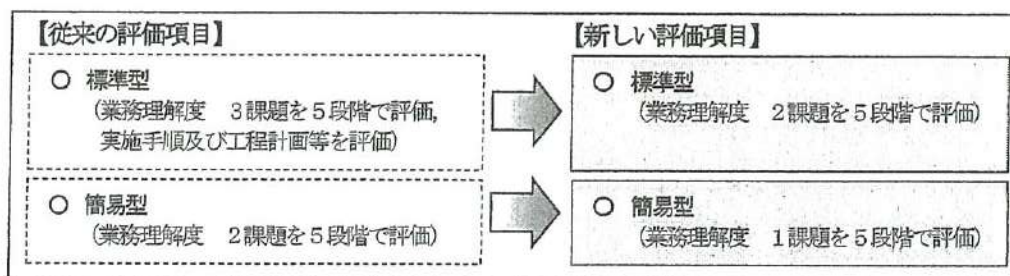 【従来の評価項目】
○ 標準型
(業務理解度 3課題を5段階で評価,
実施手順及び工程計画等を評価)
○ 簡易型
(業務理解度 2課題を5段階で評価)
【新しい評価項目】
○ 標準型
(業務理解度 2課題を5段階で評価)
○ 簡易型
(業務理解度 1課題を5段階で評価)